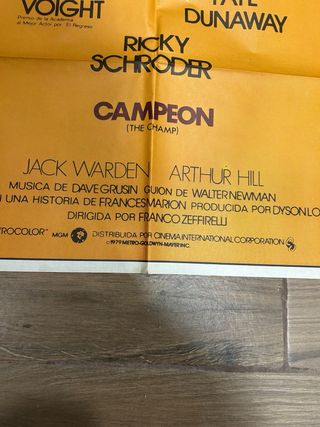 VOIGHT
Premio de la Academia
al Mejor Actor por El Regreso
FAYE
DUNAWAY
RICKY
SCHRODER
CAMPEON
(THE CHAMP)
JACK WARDEN ARTHUR HILL
MUSICA DE DAVE GRUSIN GUION DE WALTER NEWMAN
UNA HISTORIA DE FRANCES MARION PRODUCIDA POR DYSON LO
DIRIGIDA POR FRANCO ZEFFIRELLI
ROCOLOR MGM DISTRIBUIDA POR CINEMA INTERNATIONAL CORPORATION
©1979 METRO-GOLDWYN-MAYER INC.